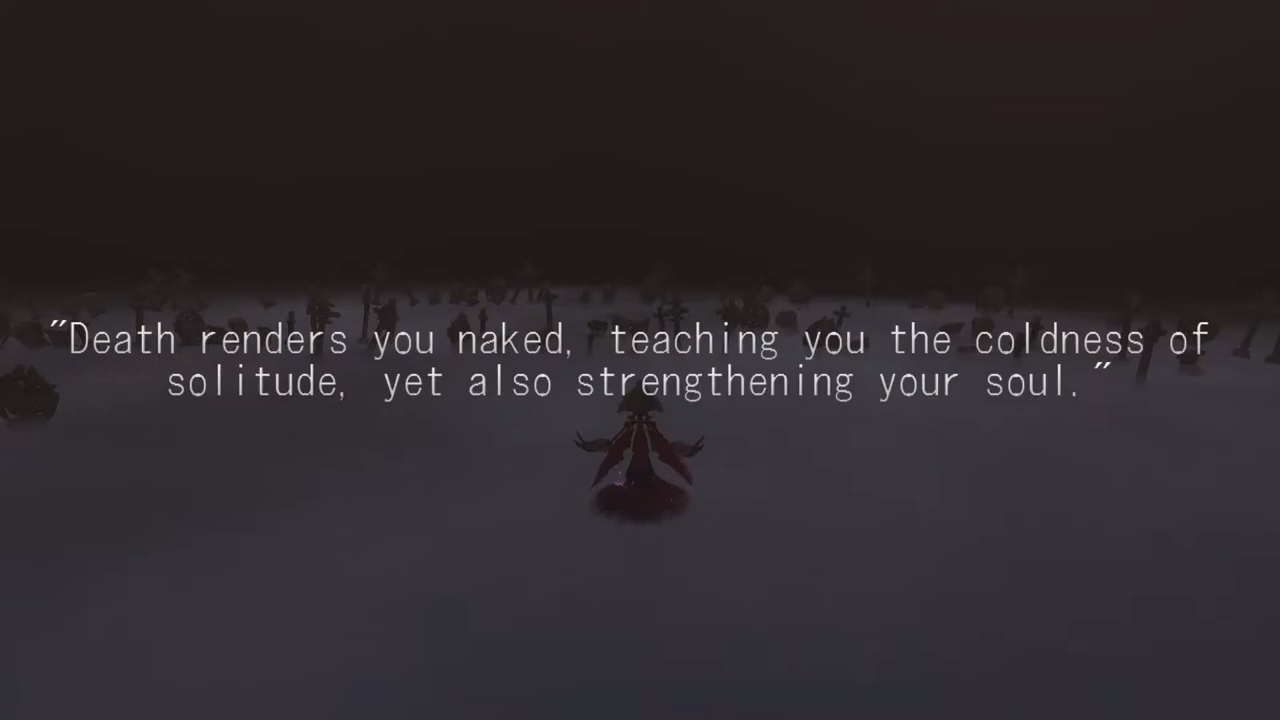 "Death renders you naked, teaching you the coldness of
solitude, yet also strengthening your soul."